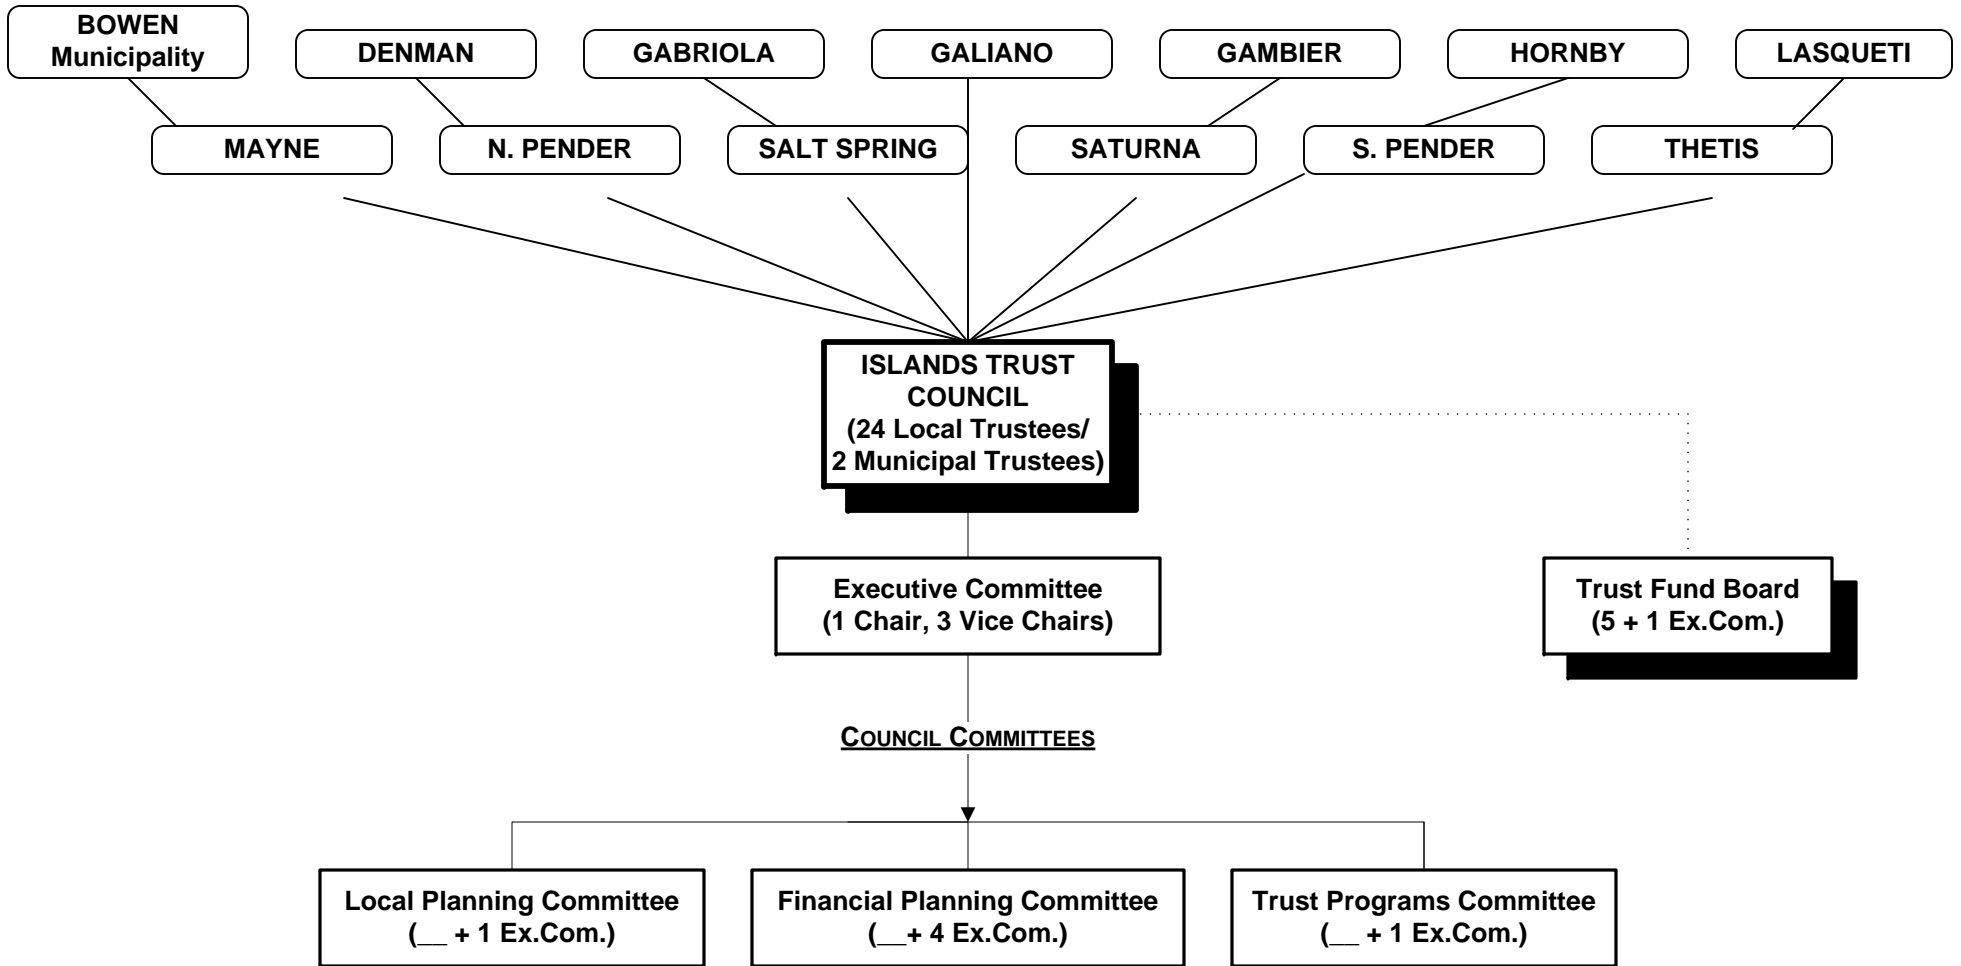 BOWEN
Municipality
DENMAN
GABRIOLA
GALIANO
GAMBIER
HORNBY
LASQUETI
MAYNE
N. PENDER
SALT SPRING
SATURNA
S. PENDER
THETIS
ISLANDS TRUST
COUNCIL
(24 Local Trustees/
2 Municipal Trustees)
Executive Committee
(1 Chair, 3 Vice Chairs)
Trust Fund Board
(5 + 1 Ex.Com.)
COUNCIL COMMITTEES
Local Planning Committee
(__ + 1 Ex.Com.)
Financial Planning Committee
(__+ 4 Ex.Com.)
Trust Programs Committee
(__ + 1 Ex.Com.)